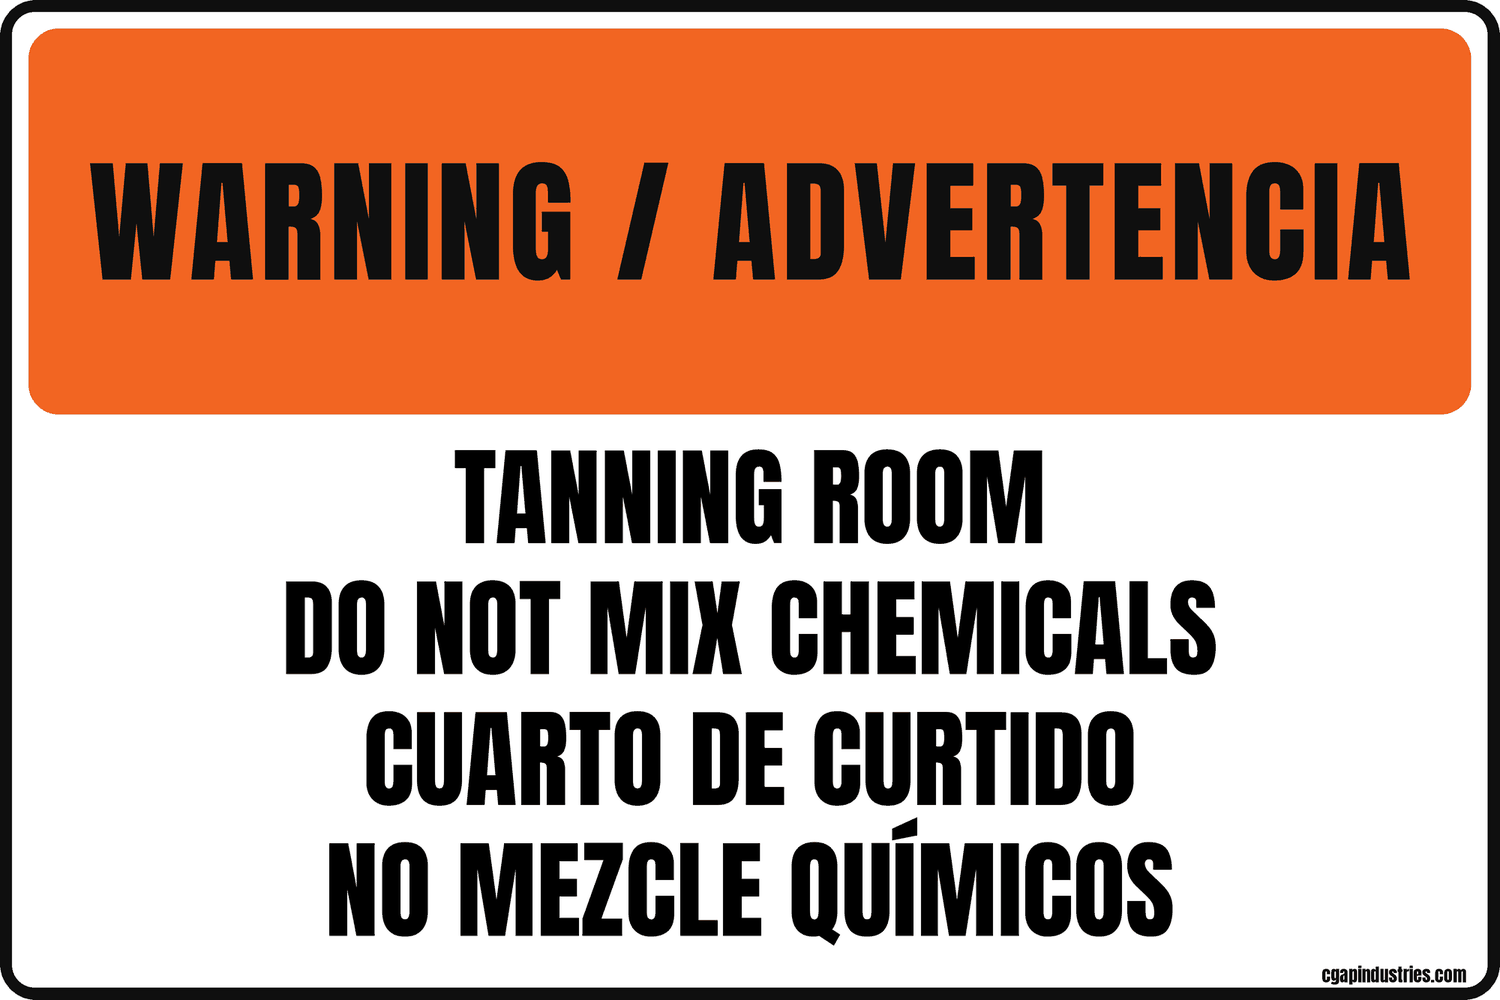 WARNING / ADVERTENCIA
TANNING ROOM
DO NOT MIX CHEMICALS
CUARTO DE CURTIDO
NO MEZCLE QUÍMICOS
cgapindustries.com